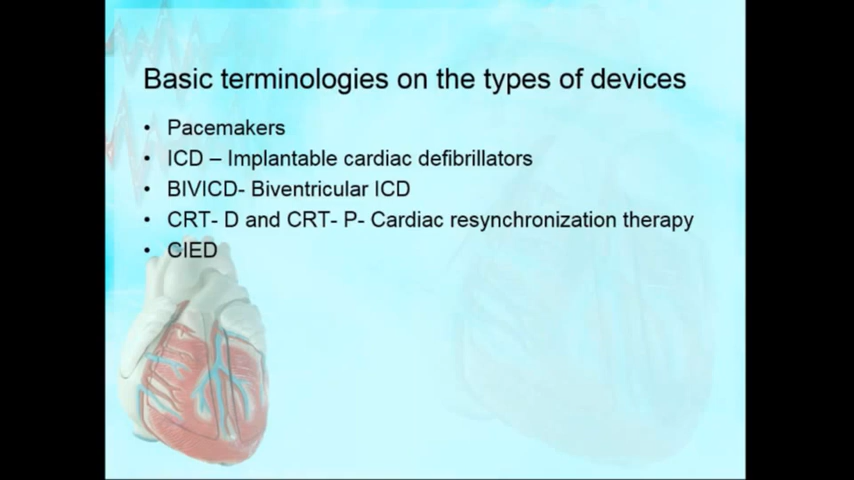 Basic terminologies on the types of devices
• Pacemakers
• ICD – Implantable cardiac defibrillators
• BIVICD- Biventricular ICD
• CRT- D and CRT- P- Cardiac resynchronization therapy
• CIED